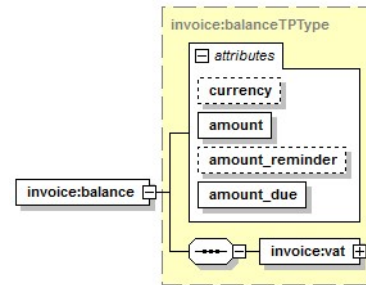 invoice:balanceTPType
attributes
currency
amount
amount_reminder
amount_due
invoice:balance
invoice:vat